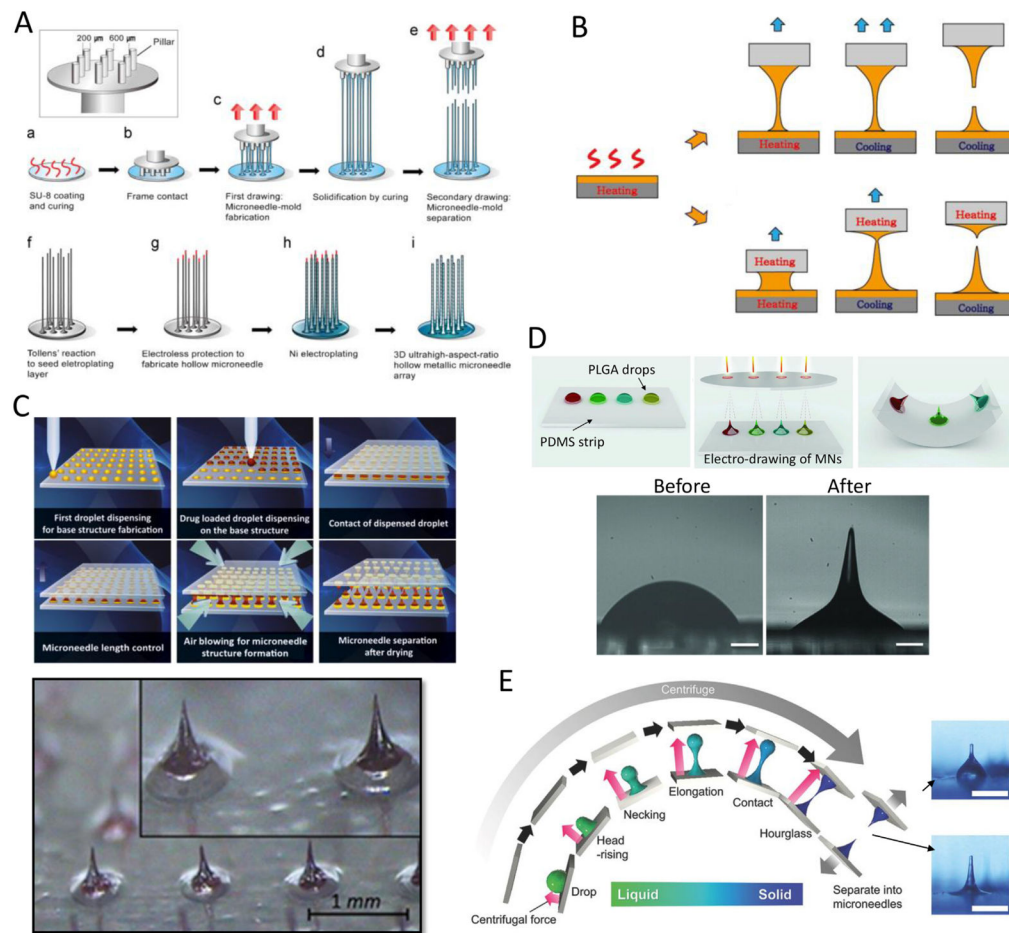 A
200 μm 600 μm
Pillar
a
SU-8 coating
and curing
b
Frame contact
c
First drawing:
Microneedle-mold
fabrication
d
Solidification by curing
e
Secondary drawing:
Microneedle-mold
separation
f
Tollens' reaction
to seed eletroplating
layer
g
Electroless protection to
fabricate hollow microneedle
h
Ni electroplating
i
3D ultrahigh-aspect-ratio
hollow metallic microneedle
array
B
Heating
Heating
Cooling
Cooling
Heating
Heating
Heating
Cooling
Heating
Cooling
C
First droplet dispensing
for base structure fabrication
Drug loaded droplet dispensing
on the base structure
Contact of dispensed droplet
Microneedle length control
Air blowing for microneedle
structure formation
Microneedle separation
after drying
1 mm
D
PLGA drops
PDMS strip
Electro-drawing of MNs
Before
After
E
Centrifuge
Centrifugal force
Drop
Head
-rising
Necking
Elongation
Contact
Hourglass
Separate into
microneedles
Liquid
Solid